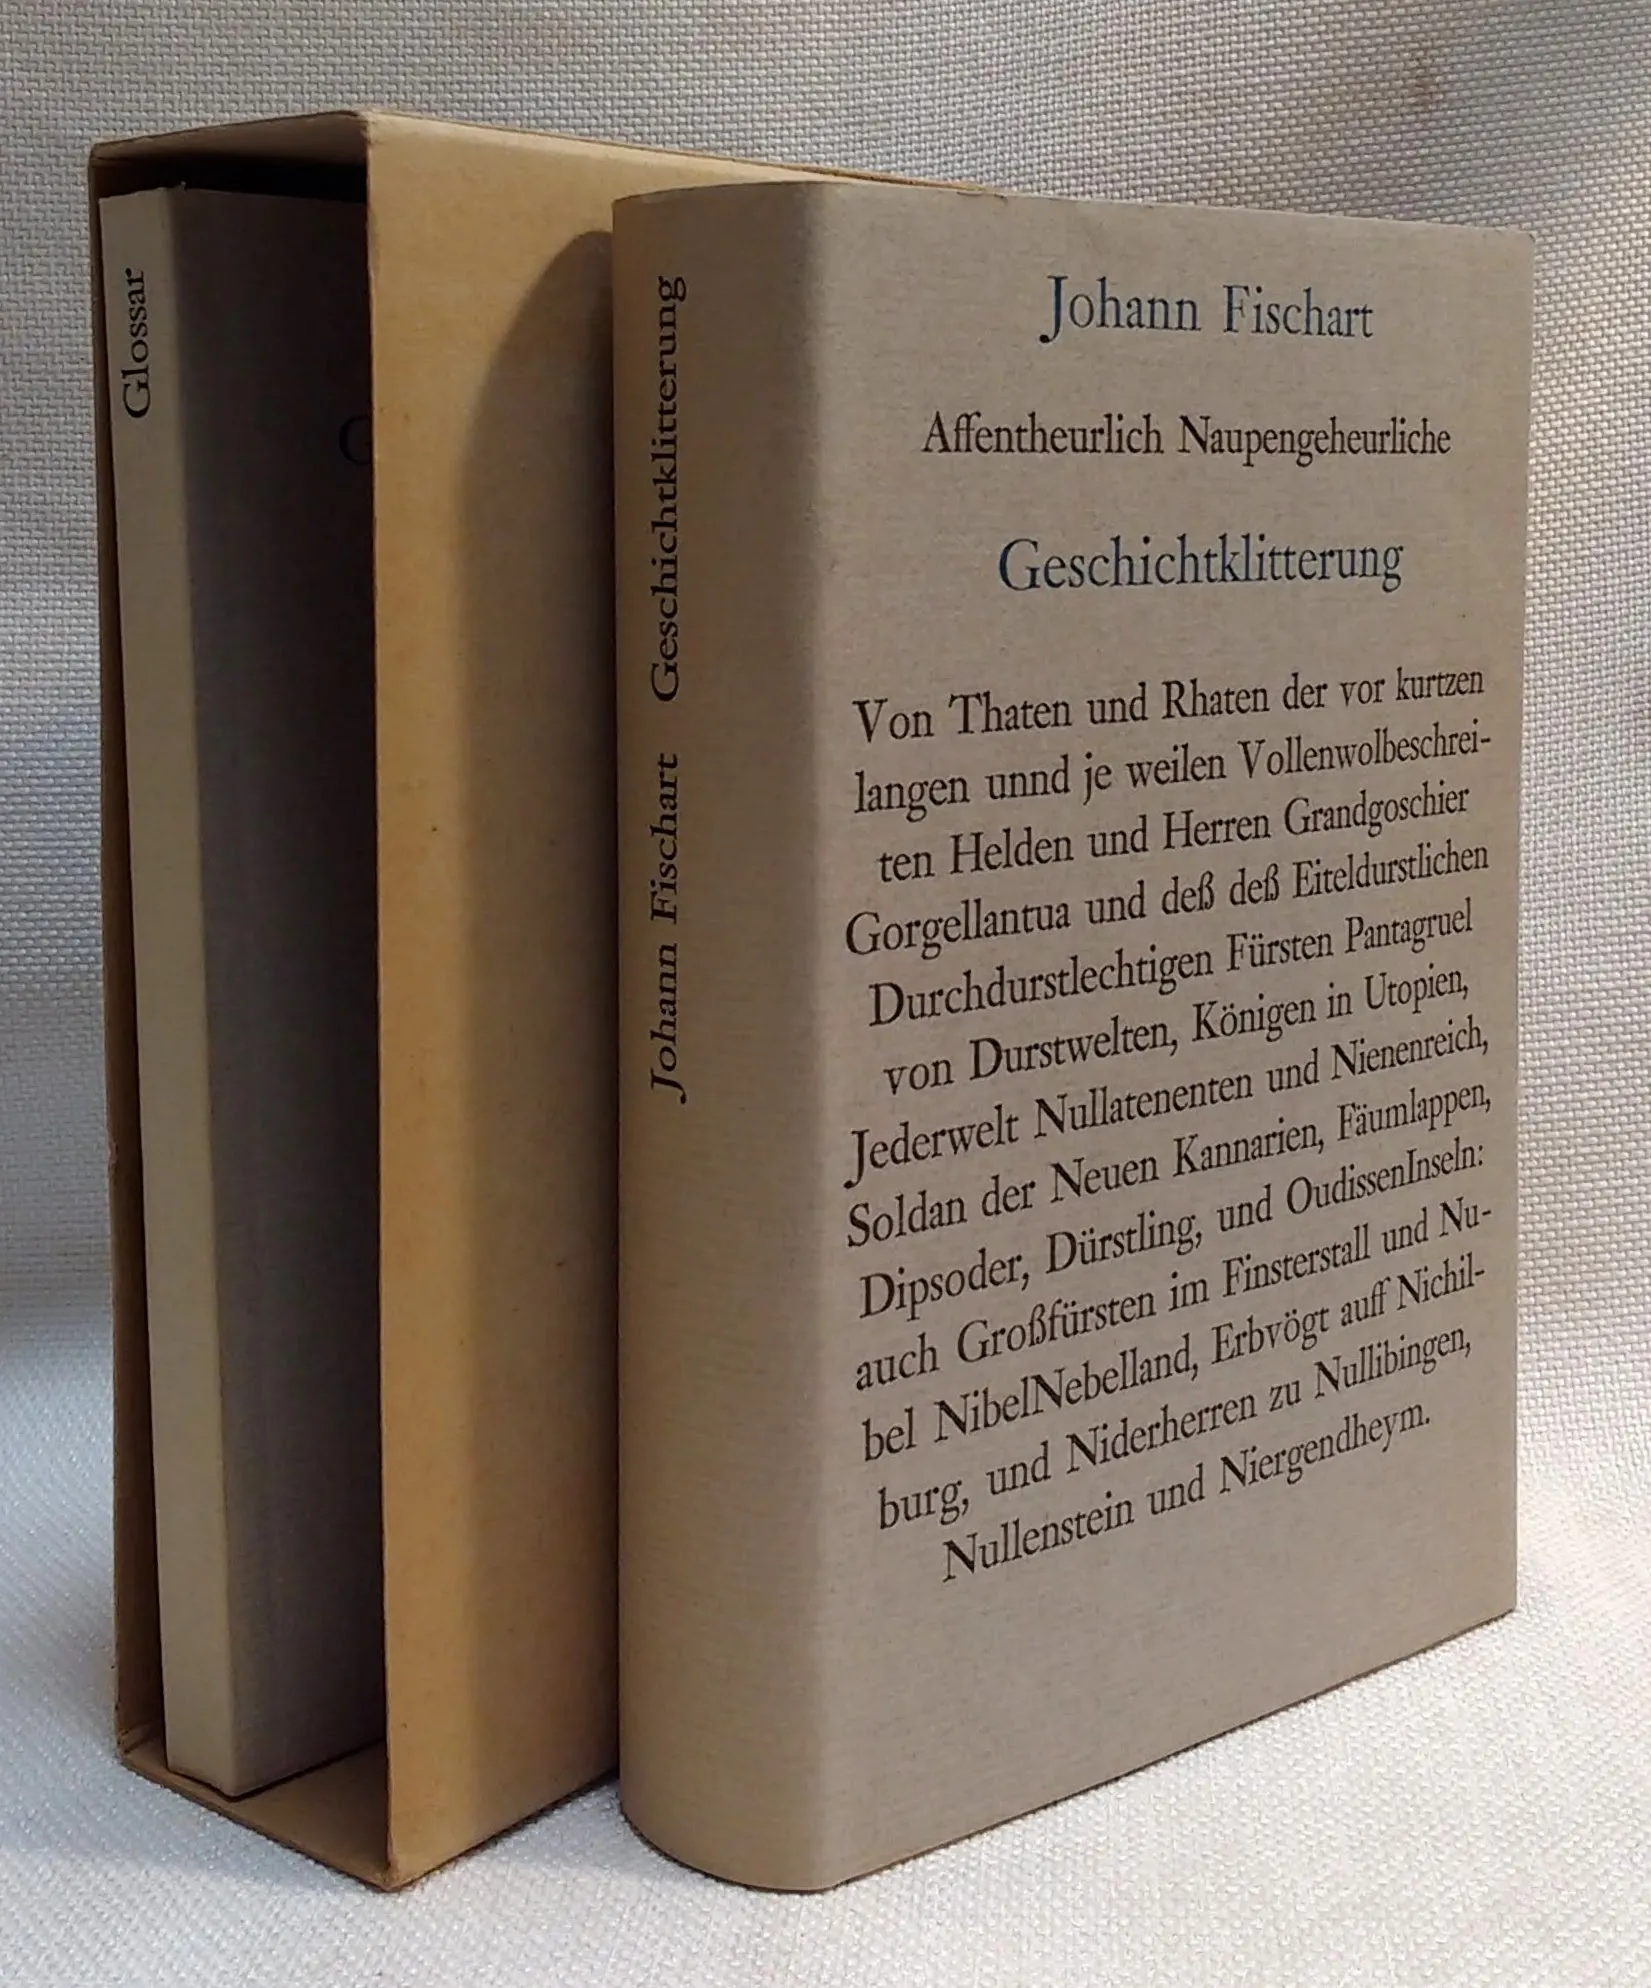 Glossar
G
Johann Fischart Geschichtklitterung
Johann Fischart
Affentheurlich Naupengeheurliche
Geschichtklitterung
Von Thaten und Rhaten der vor kurtzen
langen unnd je weilen Vollenwolbeschrei-
ten Helden und Herren Grandgoschier
Gorgellantua und deß deß Eiteldurstlichen
Durchdurstlechtigen Fürsten Pantagruel
von Durstwelten, Königen in Utopien,
Jederwelt Nullatenenten und Nienenreich,
Soldan der Neuen Kannarien, Fäumlappen,
Dipsoder, Dürstling, und OudissenInseln:
auch Großfürsten im Finsterstall und Nu-
bel NibelNebelland, Erbvögt auff Nichil-
burg, und Niderherren zu Nullibingen,
Nullenstein und Niergendheym.